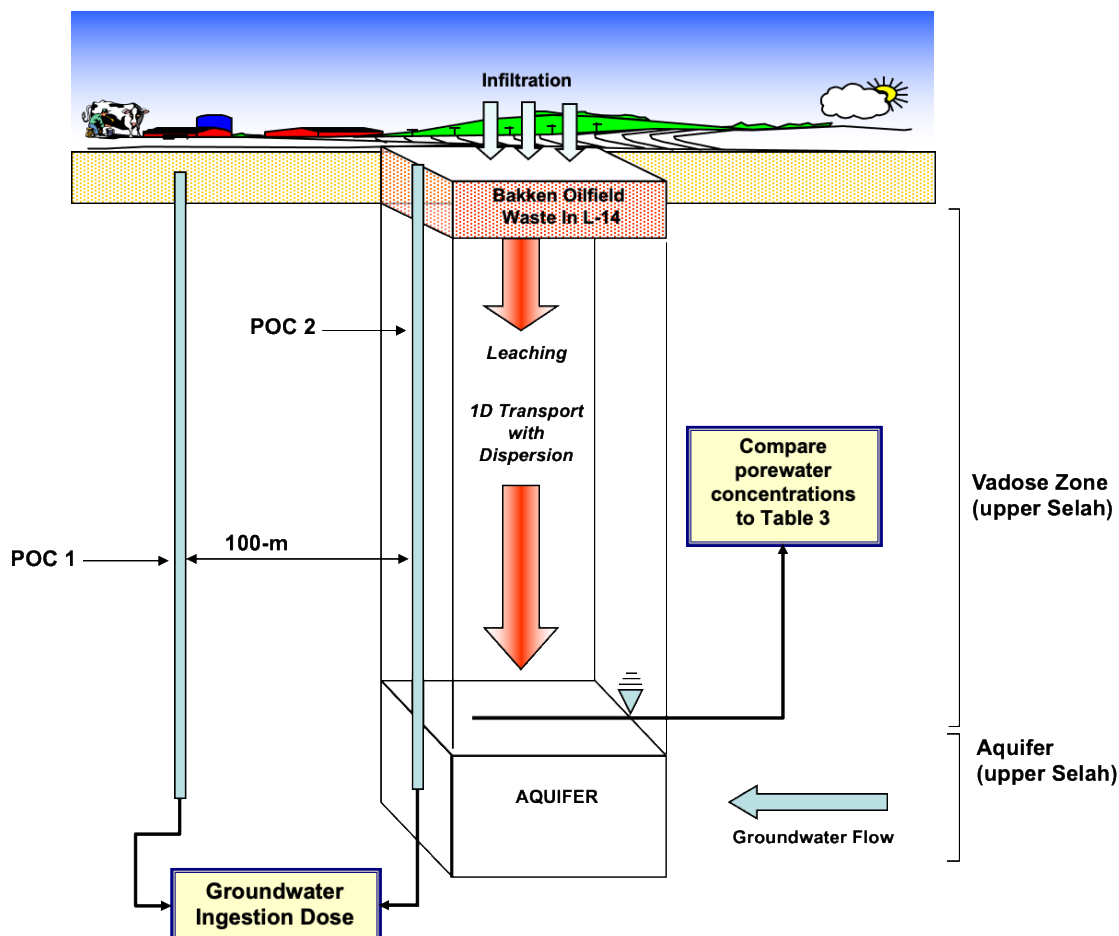 Infiltration
Bakken Oilfield
Waste In L-14
POC 2
Leaching
1D Transport
with
Dispersion
Compare
porewater
concentrations
to Table 3
Vadose Zone
(upper Selah)
POC 1
100-m
Aquifer
(upper Selah)
AQUIFER
Groundwater Flow
Groundwater
Ingestion Dose